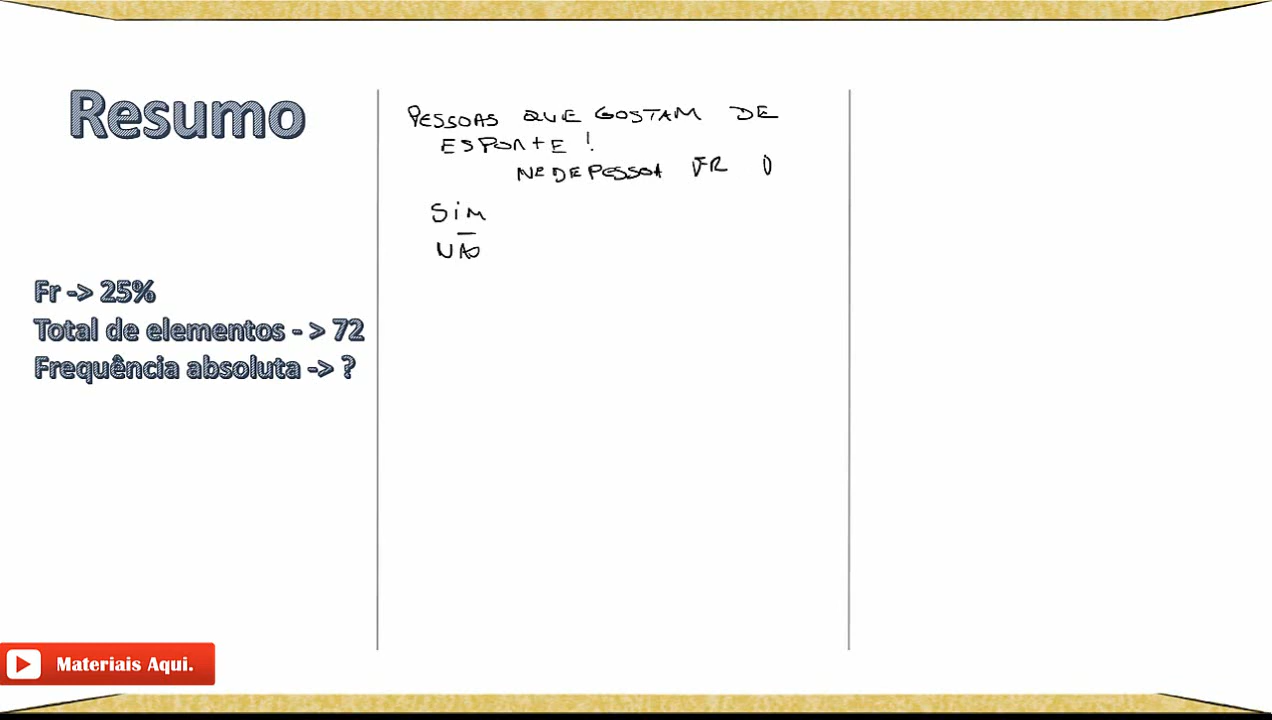 Resumo
Fr -> 25%
Total de elementos - > 72
Frequência absoluta -> ?
PESSOAS QUE GOSTAM DE
ESPORTE !
Nº DE PESSOA FR
SIM
NÃO
Materiais Aqui.